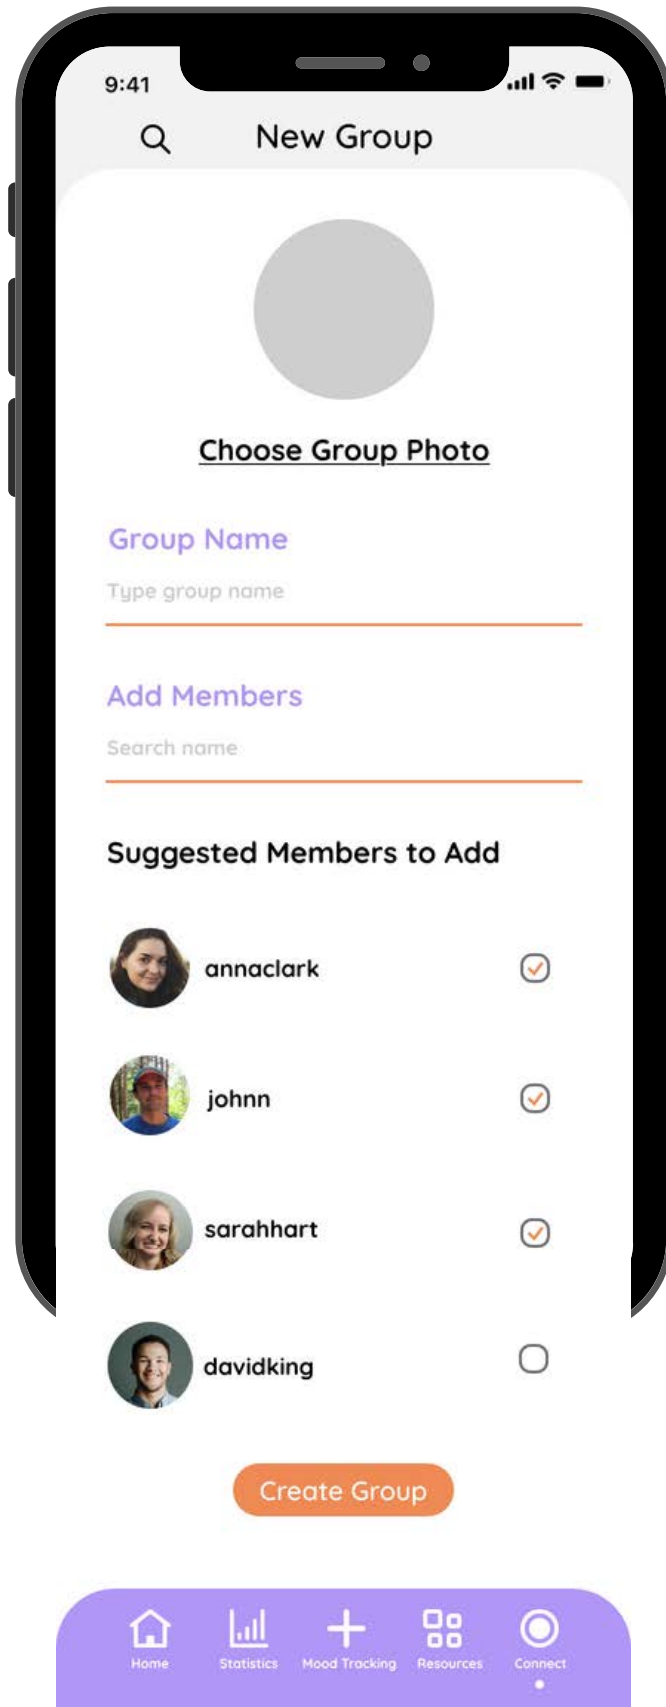 9:41
New Group
Choose Group Photo
Group Name
Type group name
Add Members
Search name
Suggested Members to Add
annaclark
johnn
sarahhart
davidking
Create Group
Home Statistics Mood Tracking Resources Connect